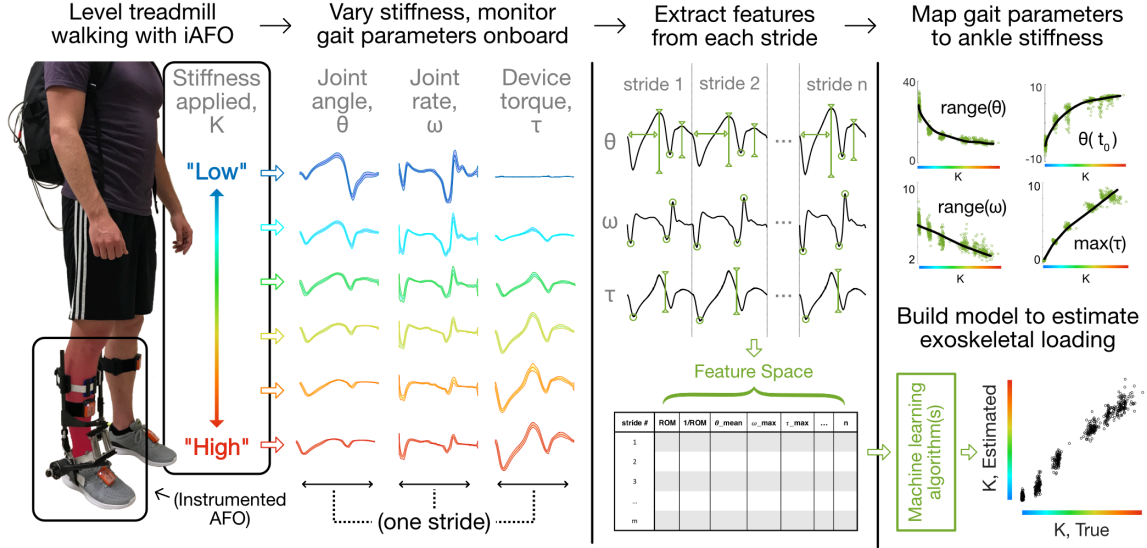 Level treadmill
walking with iAFO
Vary stiffness, monitor
gait parameters onboard
Extract features
from each stride
Map gait parameters
to ankle stiffness
Stiffness
applied,
K
"Low"
"High"
(Instrumented
AFO)
Joint
angle,
θ
Joint
rate,
ω
Device
torque,
τ
(one stride)
stride 1
stride 2
stride n
θ
...
ω
...
τ
...
Feature Space
stride # ROM 1/ROM θ_mean ω_max τ_max ... n
1
2
3
...
m
40
range(θ)
0
K
10
θ( t₀)
-10
K
10
range(ω)
2
K
10
max(τ)
0
K
Build model to estimate
exoskeletal loading
Machine learning
algorithm(s)
K, Estimated
K, True